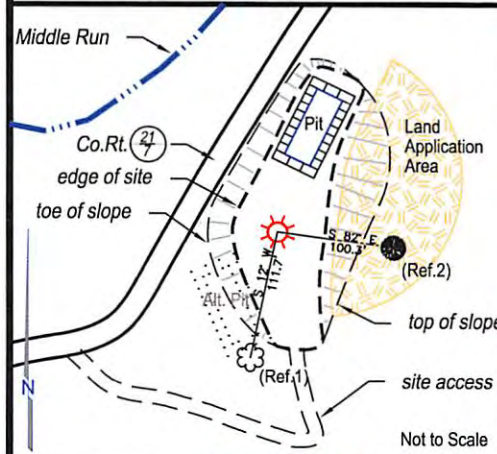 Middle Run
Co.Rt. 21/7
edge of site
toe of slope
Pit
Land
Application
Area
S 82° E
100.3'
(Ref.2)
S 12° W
111.7'
Alt. Pit
(Ref.1)
top of slope
site access
N
Not to Scale